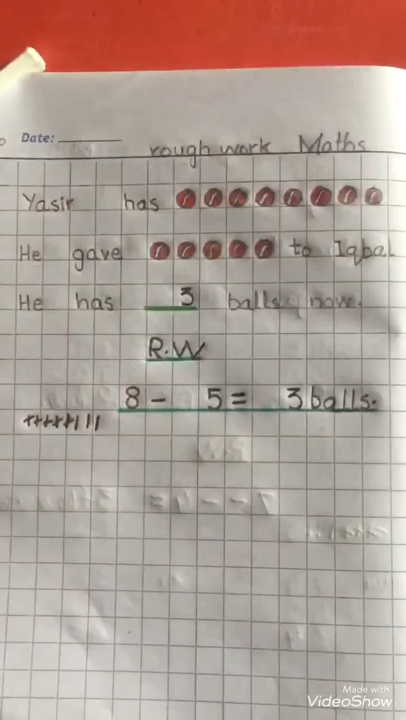 Date:
rough work Maths
Yasir has
He gave to Iqbal
He has 3 balls now.
R.W
8 - 5 = 3 balls.
Made with
VideoShow